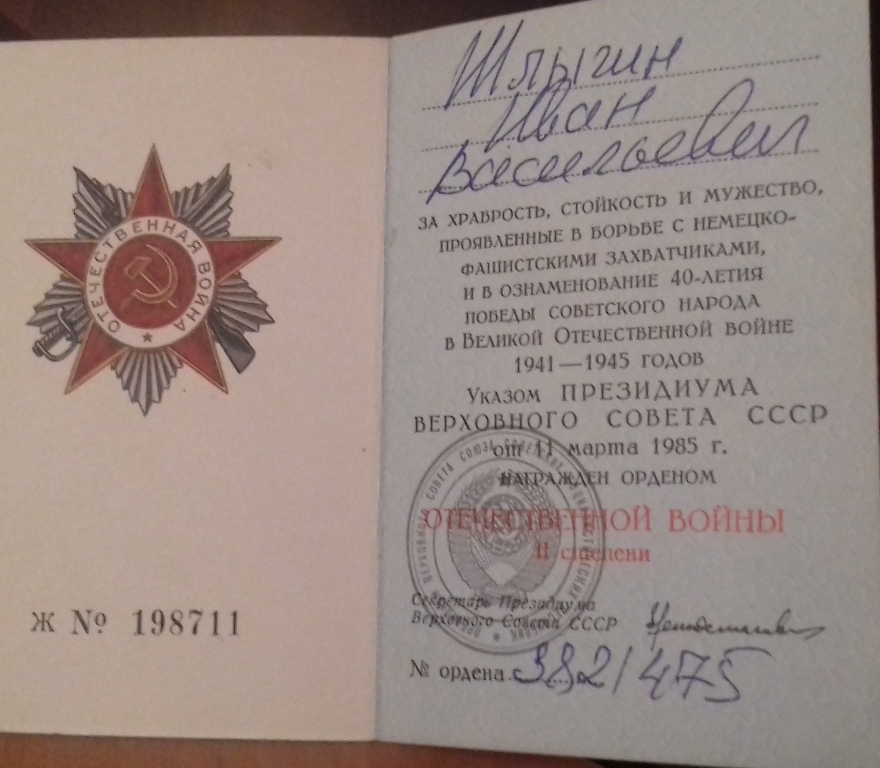 ОТЕЧЕСТВЕННАЯ ВОЙНА
Ж № 198711
Шлыгин
Иван
Васильевич
ЗА ХРАБРОСТЬ, СТОЙКОСТЬ И МУЖЕСТВО,
ПРОЯВЛЕННЫЕ В БОРЬБЕ С НЕМЕЦКО-
ФАШИСТСКИМИ ЗАХВАТЧИКАМИ,
И В ОЗНАМЕНОВАНИЕ 40-ЛЕТИЯ
ПОБЕДЫ СОВЕТСКОГО НАРОДА
В ВЕЛИКОЙ ОТЕЧЕСТВЕННОЙ ВОЙНЕ
1941—1945 ГОДОВ
УКАЗОМ ПРЕЗИДИУМА
ВЕРХОВНОГО СОВЕТА СССР
от 11 марта 1985 г.
НАГРАЖДЕН ОРДЕНОМ
ОТЕЧЕСТВЕННОЙ ВОЙНЫ
II степени
Секретарь Президиума
Верховного Совета СССР
№ ордена 3821475